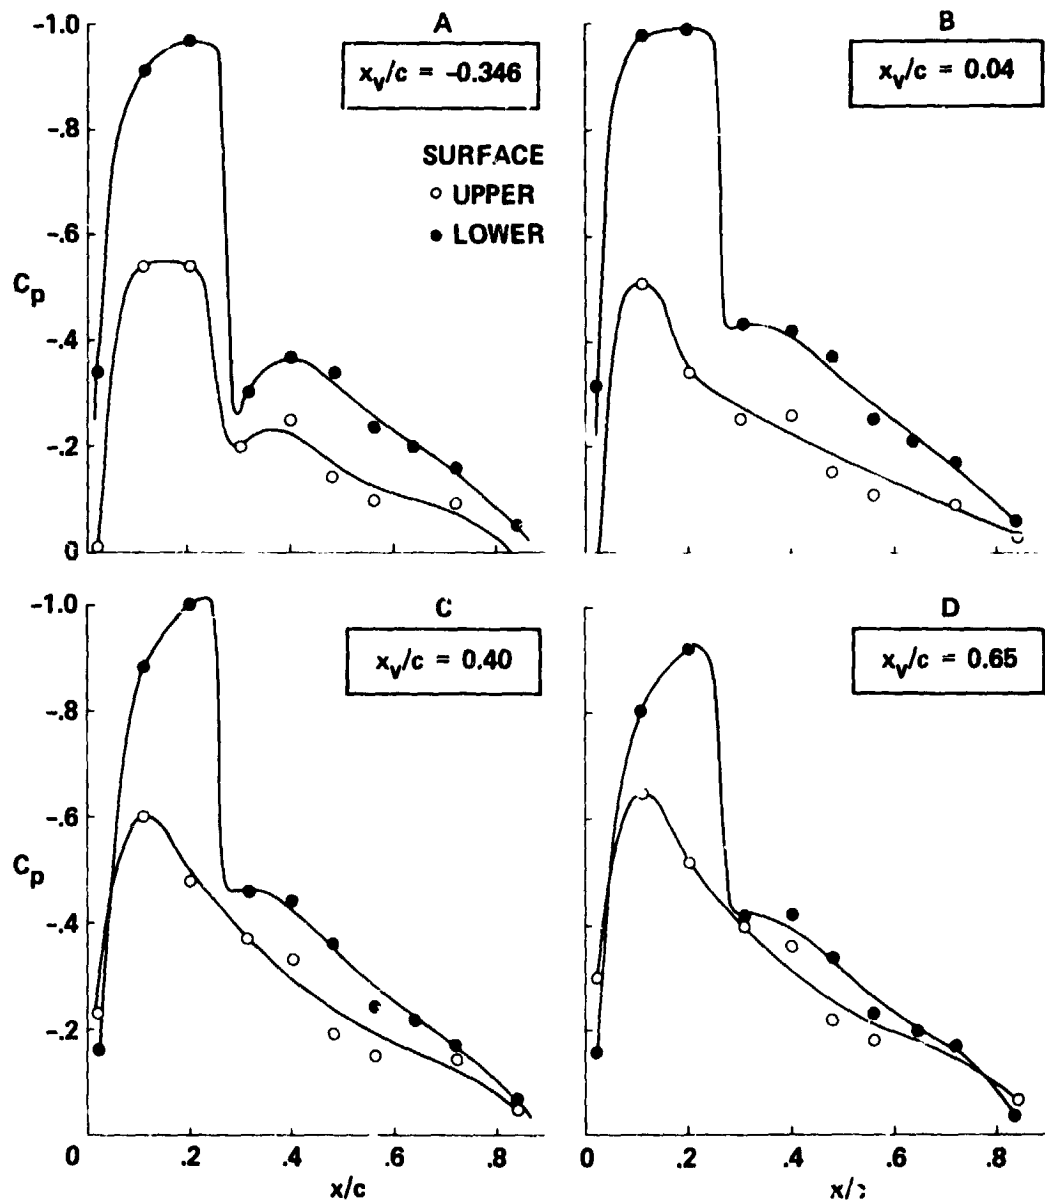 A
x_v/c = -0.346
B
x_v/c = 0.04
SURFACE
○ UPPER
● LOWER
-1.0
-.8
-.6
C_p
-.4
-.2
0
C
x_v/c = 0.40
D
x_v/c = 0.65
-1.0
-.8
-.6
C_p
-.4
-.2
0 .2 .4 .6 .8
x/c
0 .2 .4 .6 .8
x/